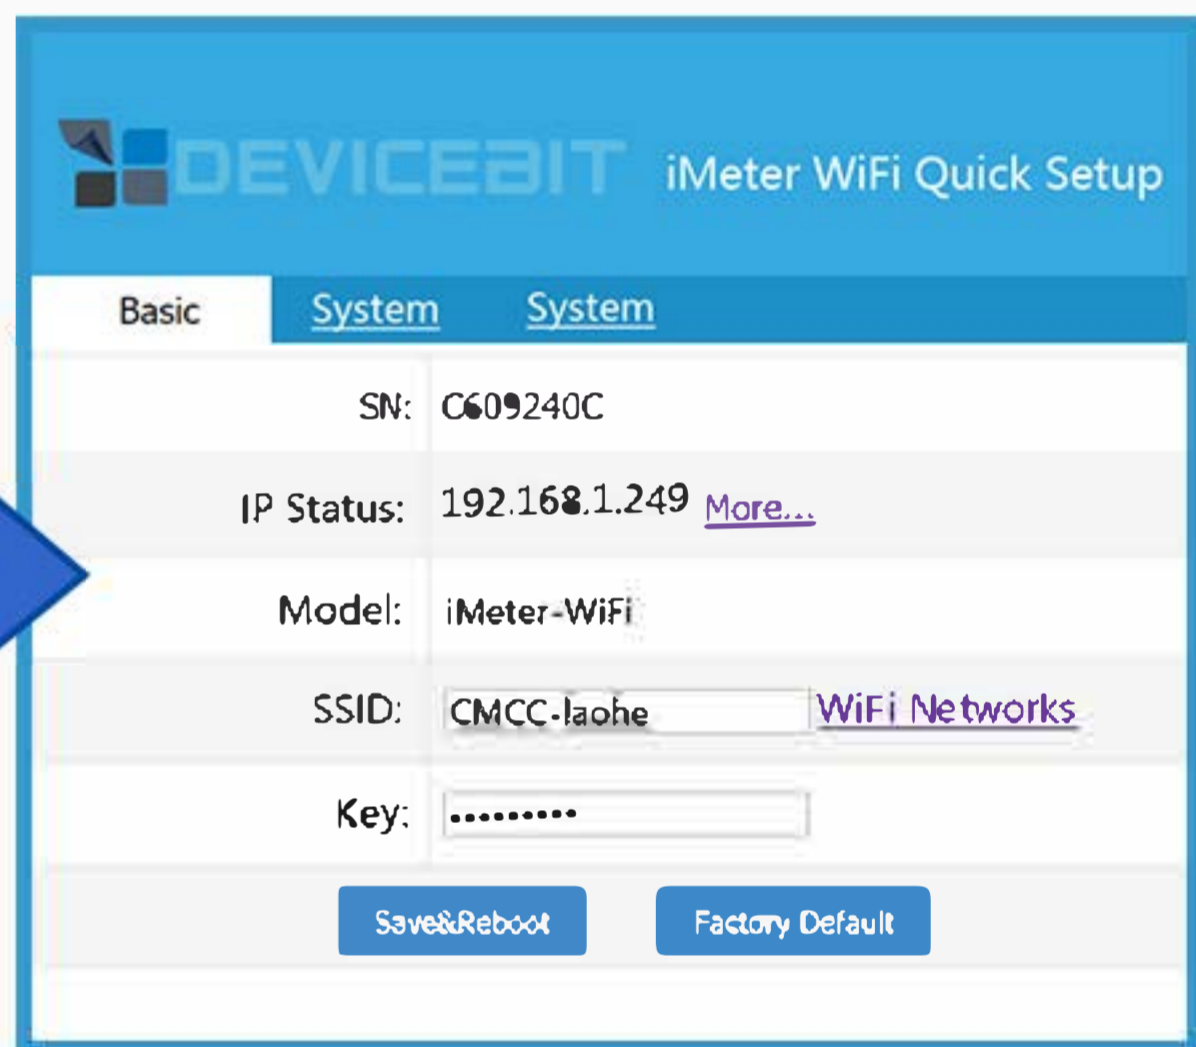 DEVICEBIT iMeter WiFi Quick Setup
Basic System System
SN: C609240C
IP Status: 192.168.1.249 More...
Model: iMeter-WiFi
SSID: CMCC-laohe WiFi Networks
Key: •••••••••
Save&Reboot Factory Default